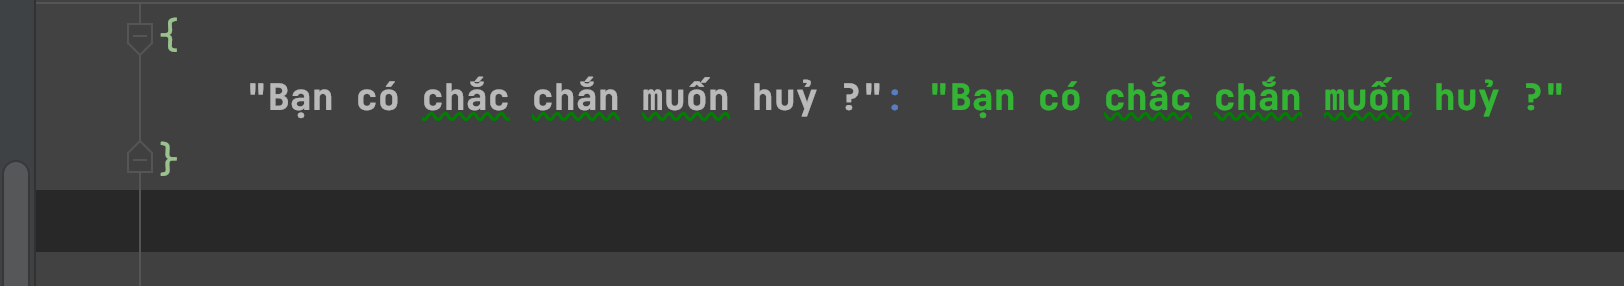 {
"Bạn có chắc chắn muốn huỷ ?": "Bạn có chắc chắn muốn huỷ ?"
}